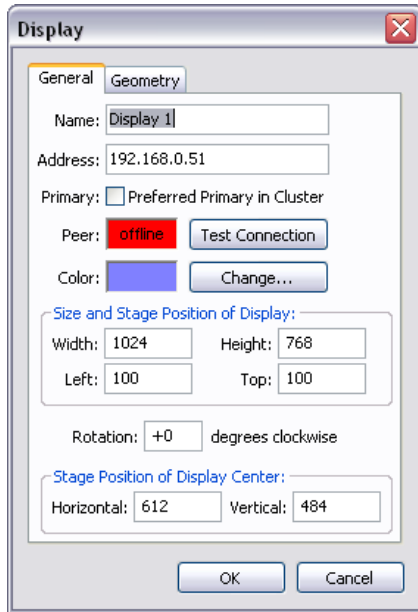 Display
General Geometry
Name: Display 1
Address: 192.168.0.51
Primary: Preferred Primary in Cluster
Peer: offline Test Connection
Color: Change...
Size and Stage Position of Display:
Width: 1024 Height: 768
Left: 100 Top: 100
Rotation: +0 degrees clockwise
Stage Position of Display Center:
Horizontal: 612 Vertical: 484
OK Cancel